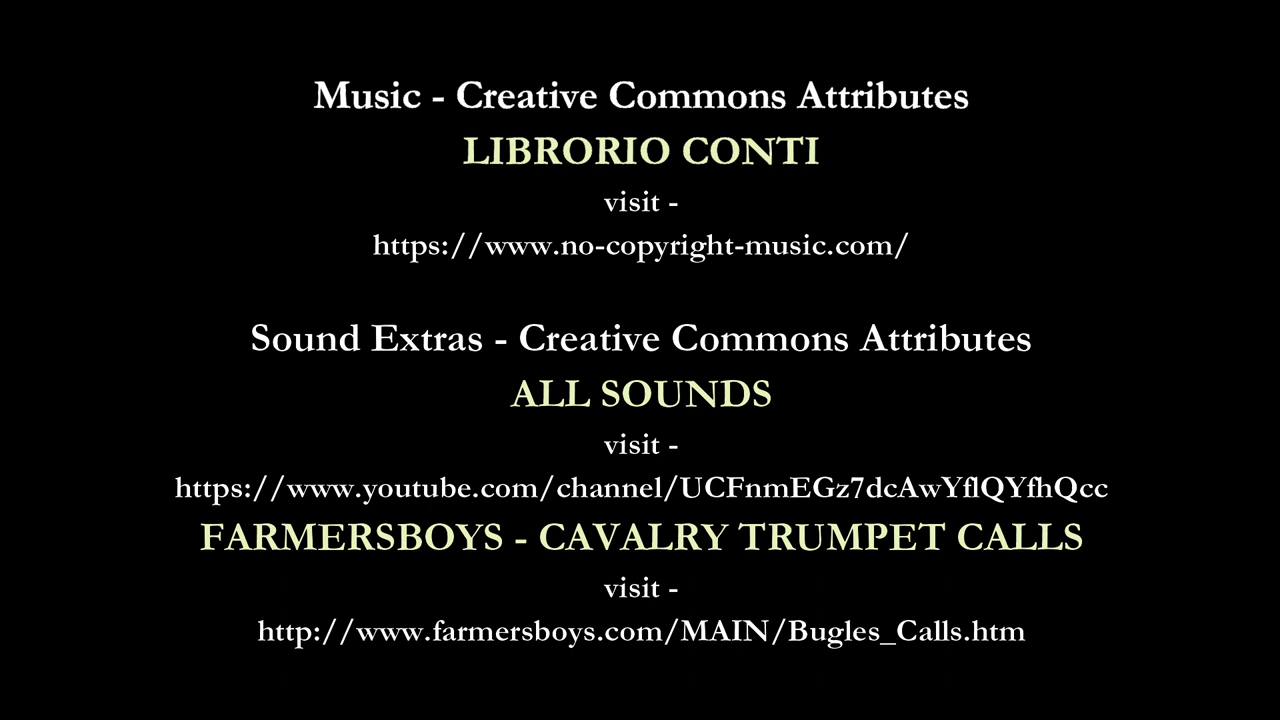 Music - Creative Commons Attributes
LIBRORIO CONTI
visit -
https://www.no-copyright-music.com/
Sound Extras - Creative Commons Attributes
ALL SOUNDS
visit -
https://www.youtube.com/channel/UCFnmEGz7dcAwYflQYfhQcc
FARMERSBOYS - CAVALRY TRUMPET CALLS
visit -
http://www.farmersboys.com/MAIN/Bugles_Calls.htm